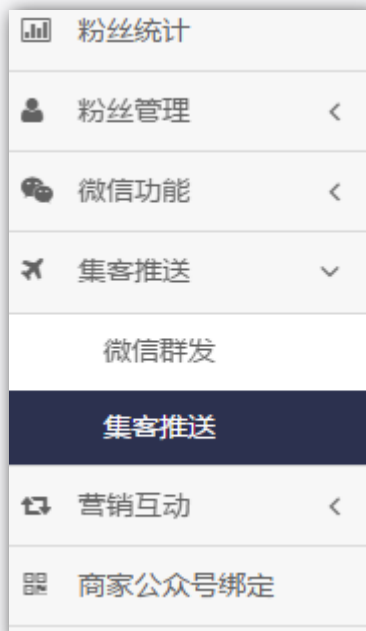 粉丝统计
粉丝管理
微信功能
集客推送
微信群发
集客推送
营销互动
商家公众号绑定